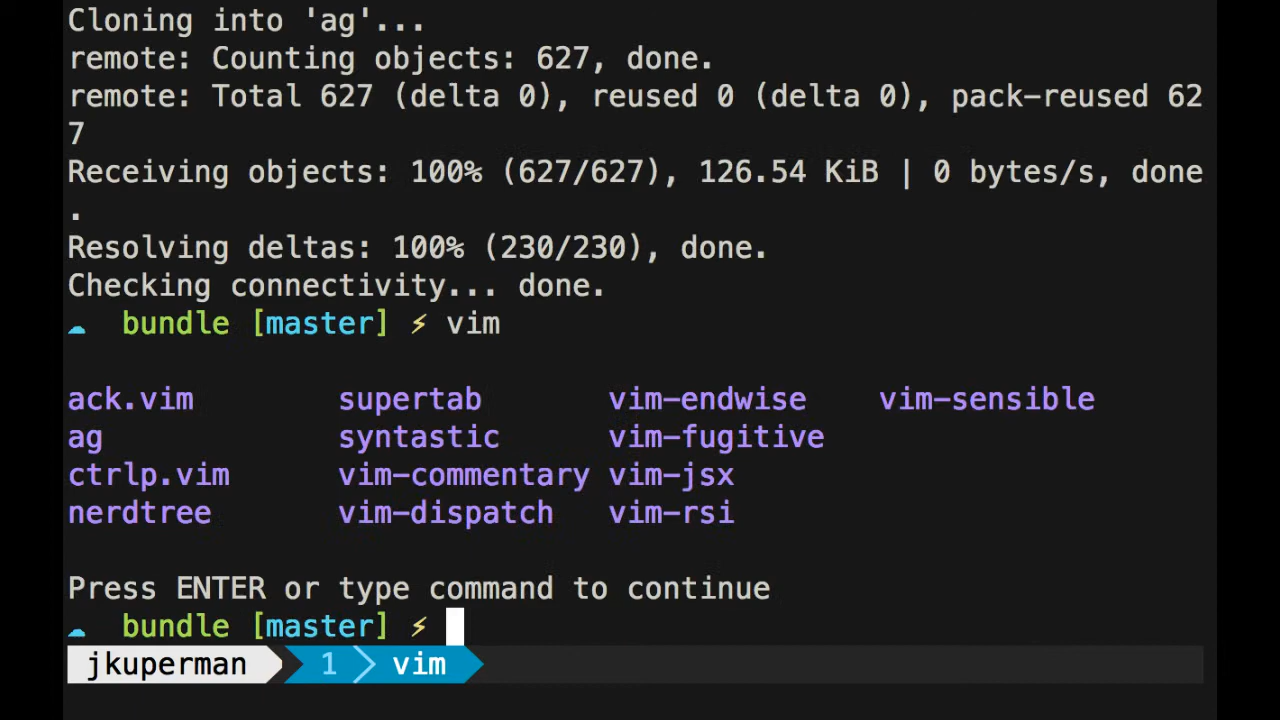 Cloning into 'ag'...
remote: Counting objects: 627, done.
remote: Total 627 (delta 0), reused 0 (delta 0), pack-reused 62
7
Receiving objects: 100% (627/627), 126.54 KiB | 0 bytes/s, done
.
Resolving deltas: 100% (230/230), done.
Checking connectivity... done.
☁  bundle [master] ⚡ vim
ack.vim supertab vim-endwise vim-sensible
ag syntastic vim-fugitive
ctrlp.vim vim-commentary vim-jsx
nerdtree vim-dispatch vim-rsi
Press ENTER or type command to continue
☁  bundle [master] ⚡
jkuperman 1 vim